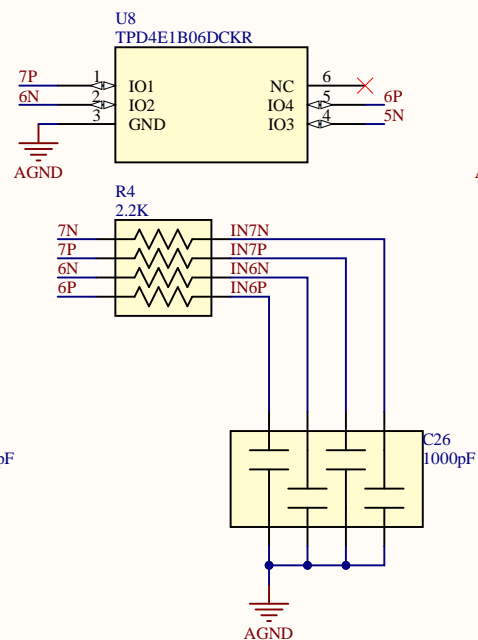 U8
TPD4E1B06DCKR
7P 1 IO1 NC 6
6N 2 IO2 IO4 5 6P
3 GND IO3 4 5N
AGND
R4
2.2K
7N IN7N
7P IN7P
6N IN6N
6P IN6P
C26
pF 1000pF
AGND